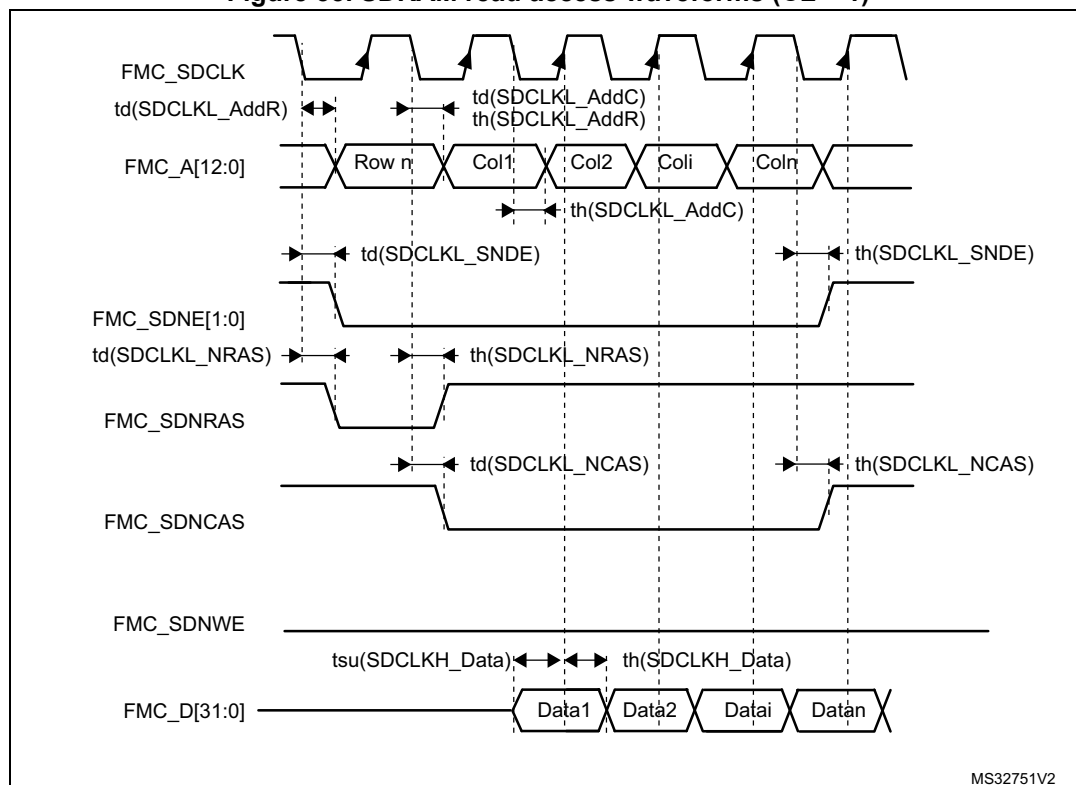 FMC_SDCLK
td(SDCLKL_AddR)
td(SDCLKL_AddC)
th(SDCLKL_AddR)
FMC_A[12:0]
Row n
Col1
Col2
Coli
Coln
th(SDCLKL_AddC)
td(SDCLKL_SNDE)
th(SDCLKL_SNDE)
FMC_SDNE[1:0]
td(SDCLKL_NRAS)
th(SDCLKL_NRAS)
FMC_SDNRAS
td(SDCLKL_NCAS)
th(SDCLKL_NCAS)
FMC_SDNCAS
FMC_SDNWE
tsu(SDCLKH_Data)
th(SDCLKH_Data)
FMC_D[31:0]
Data1
Data2
Datai
Datan
MS32751V2